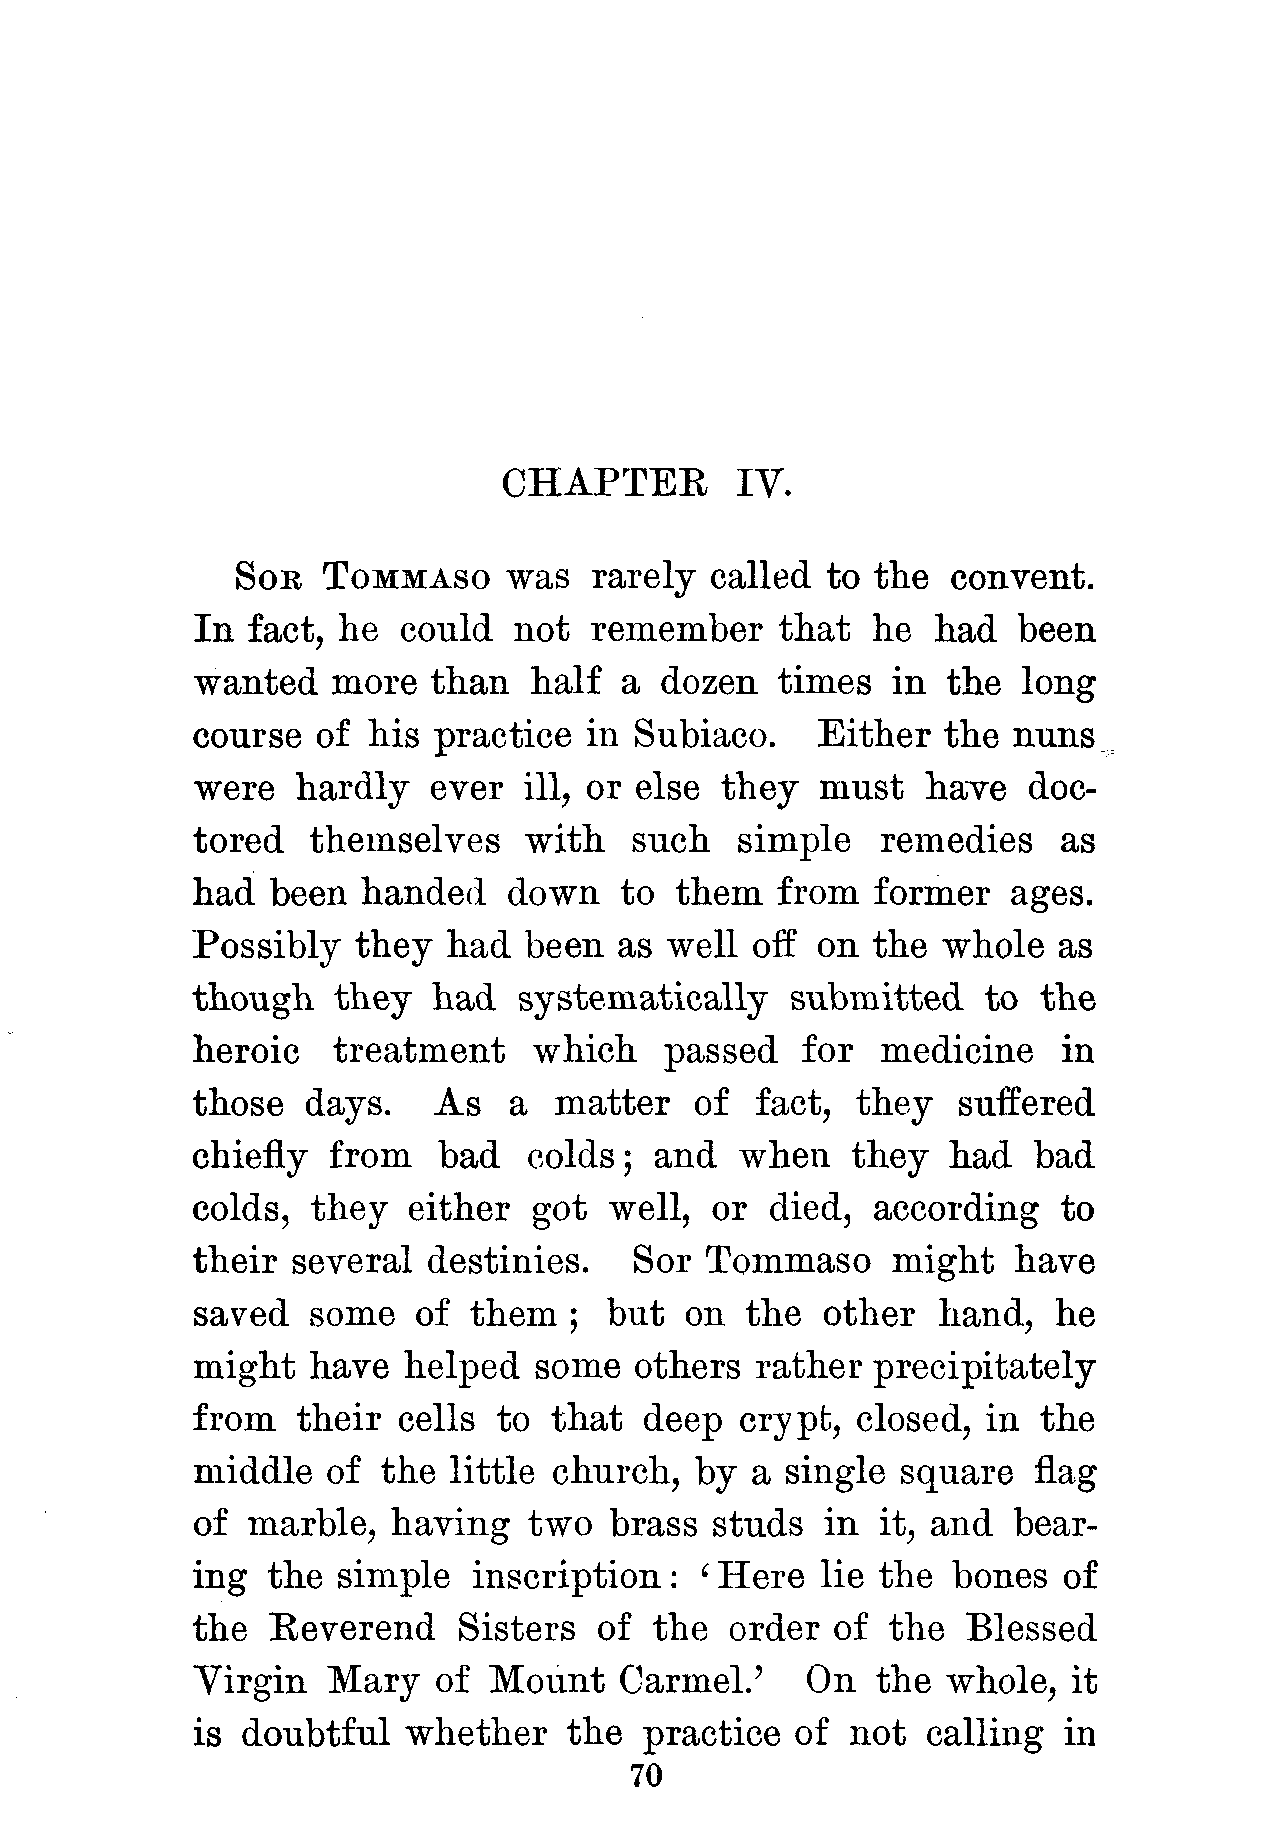 CHAPTER IV.
SOR TOMMASO was rarely called to the convent.
In fact, he could not remember that he had been
wanted more than half a dozen times in the long
course of his practice in Subiaco. Either the nuns
were hardly ever ill, or else they must have doc-
tored themselves with such simple remedies as
had been handed down to them from former ages.
Possibly they had been as well off on the whole as
though they had systematically submitted to the
heroic treatment which passed for medicine in
those days. As a matter of fact, they suffered
chiefly from bad colds; and when they had bad
colds, they either got well, or died, according to
their several destinies. Sor Tommaso might have
saved some of them; but on the other hand, he
might have helped some others rather precipitately
from their cells to that deep crypt, closed, in the
middle of the little church, by a single square flag
of marble, having two brass studs in it, and bear-
ing the simple inscription: ‘Here lie the bones of
the Reverend Sisters of the order of the Blessed
Virgin Mary of Mount Carmel.’ On the whole, it
is doubtful whether the practice of not calling in
70